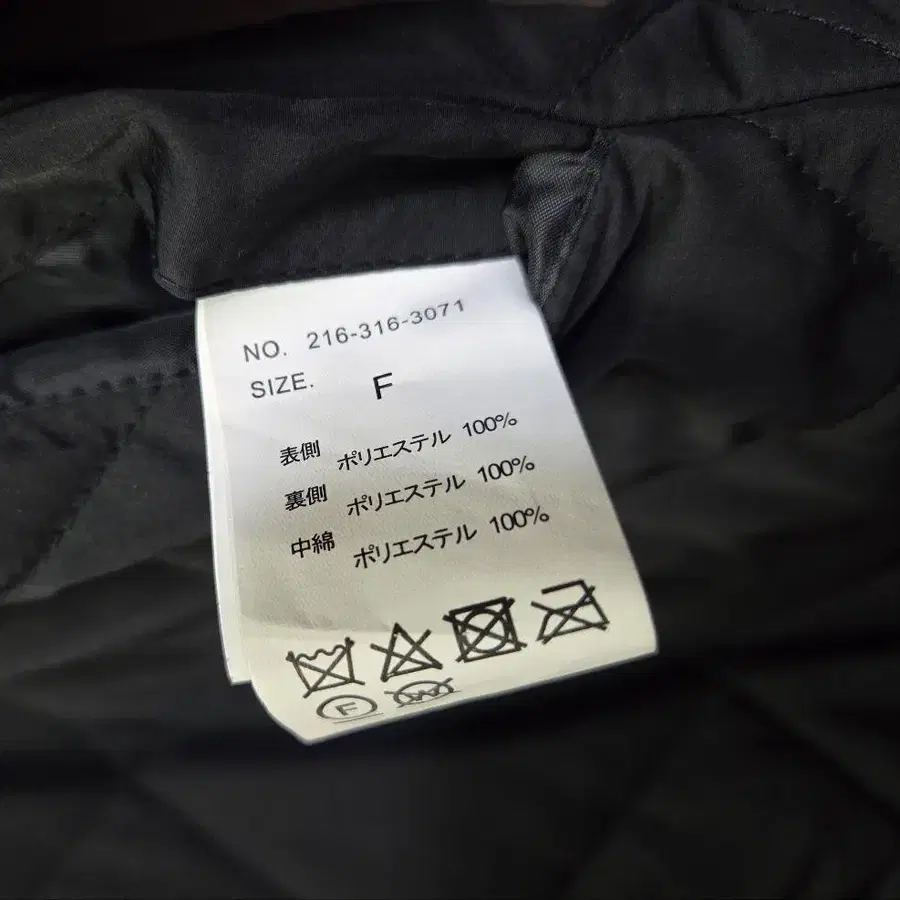 NO. 216-316-3071
SIZE. F
表側 ポリエステル 100%
裏側 ポリエステル 100%
中綿 ポリエステル 100%
F
W